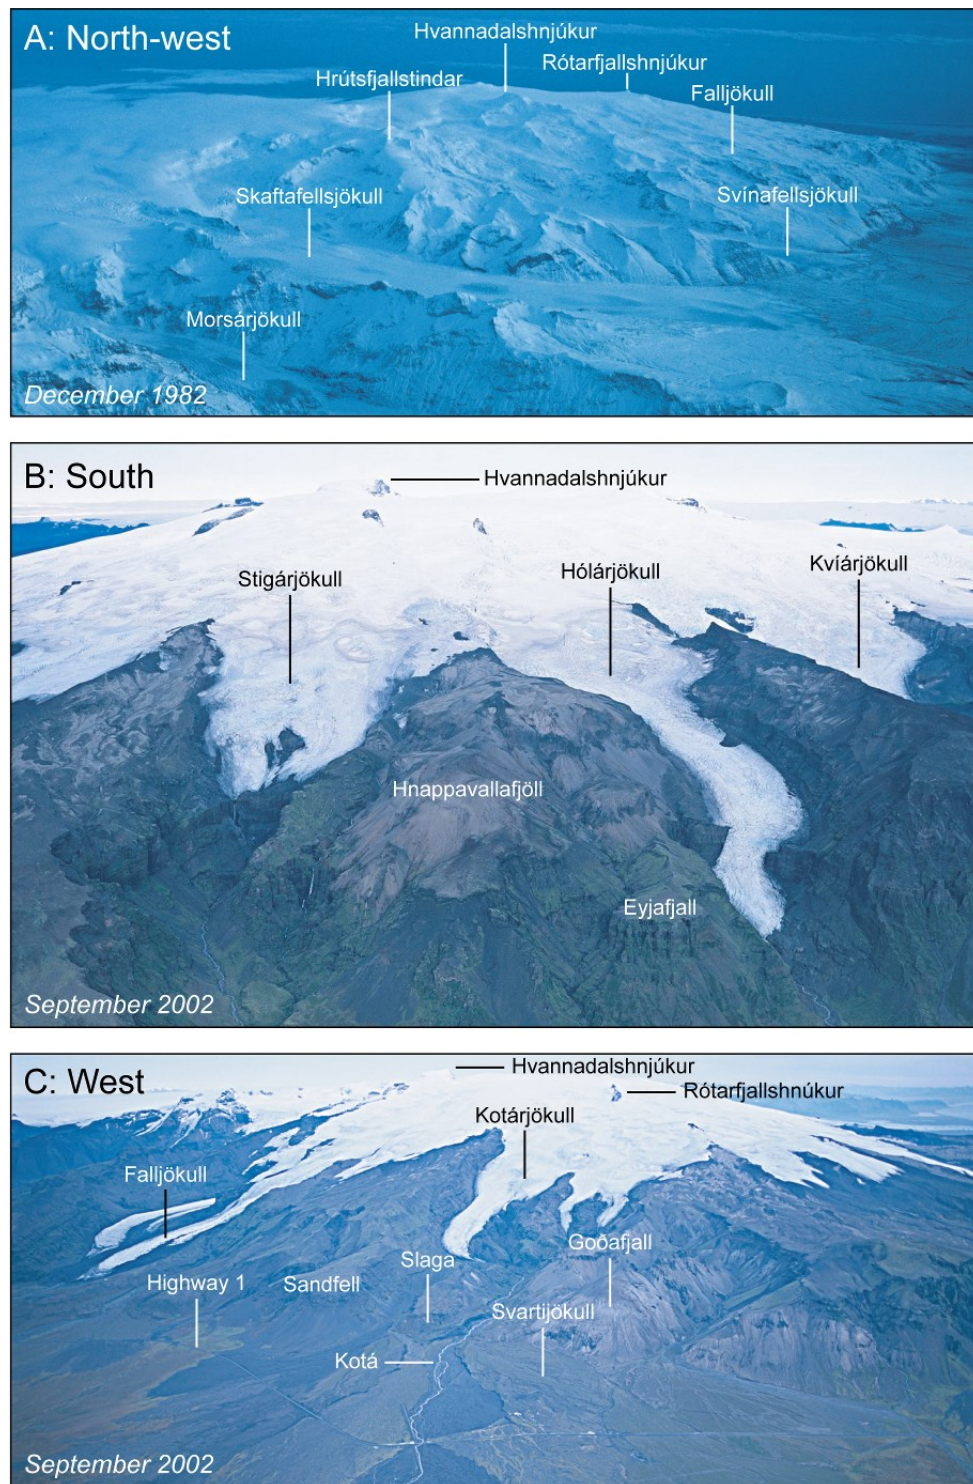 A: North-west
Hvannadalshnjúkur
Rótarfjallshnjúkur
Hrútsfjallstindar
Falljökull
Skaftafellsjökull
Svínafellsjökull
Morsárjökull
December 1982
B: South
Hvannadalshnjúkur
Stigárjökull
Hólárjökull
Kvíárjökull
Hnappavallafjöll
Eyjafjall
September 2002
C: West
Hvannadalshnjúkur
Rótarfjallshnúkur
Kotárjökull
Falljökull
Goðafjall
Slaga
Highway 1
Sandfell
Svartijökull
Kotá
September 2002